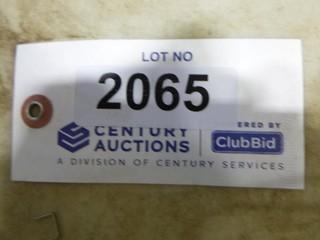 LOT NO
2065
CENTURY AUCTIONS
ERED BY
ClubBid
A DIVISION OF CENTURY SERVICES